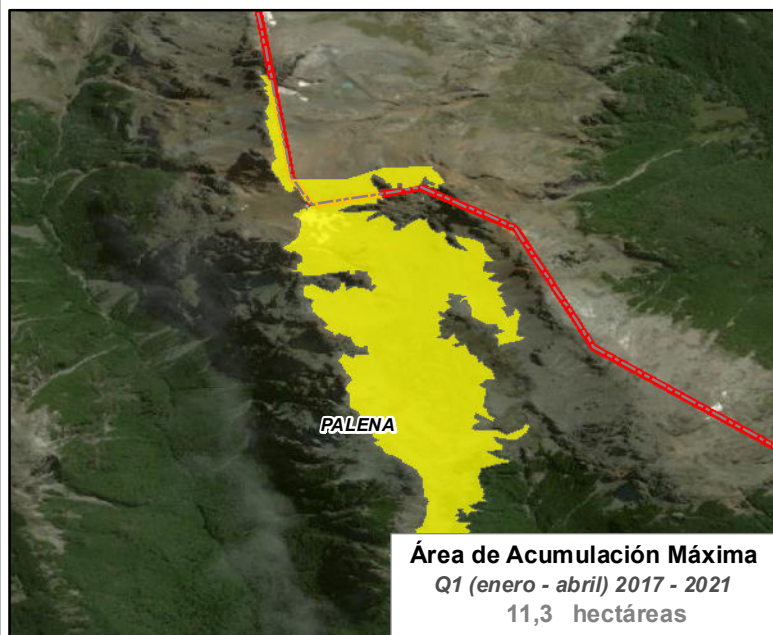 PALENA
Área de Acumulación Máxima
Q1 (enero - abril) 2017 - 2021
11,3 hectáreas